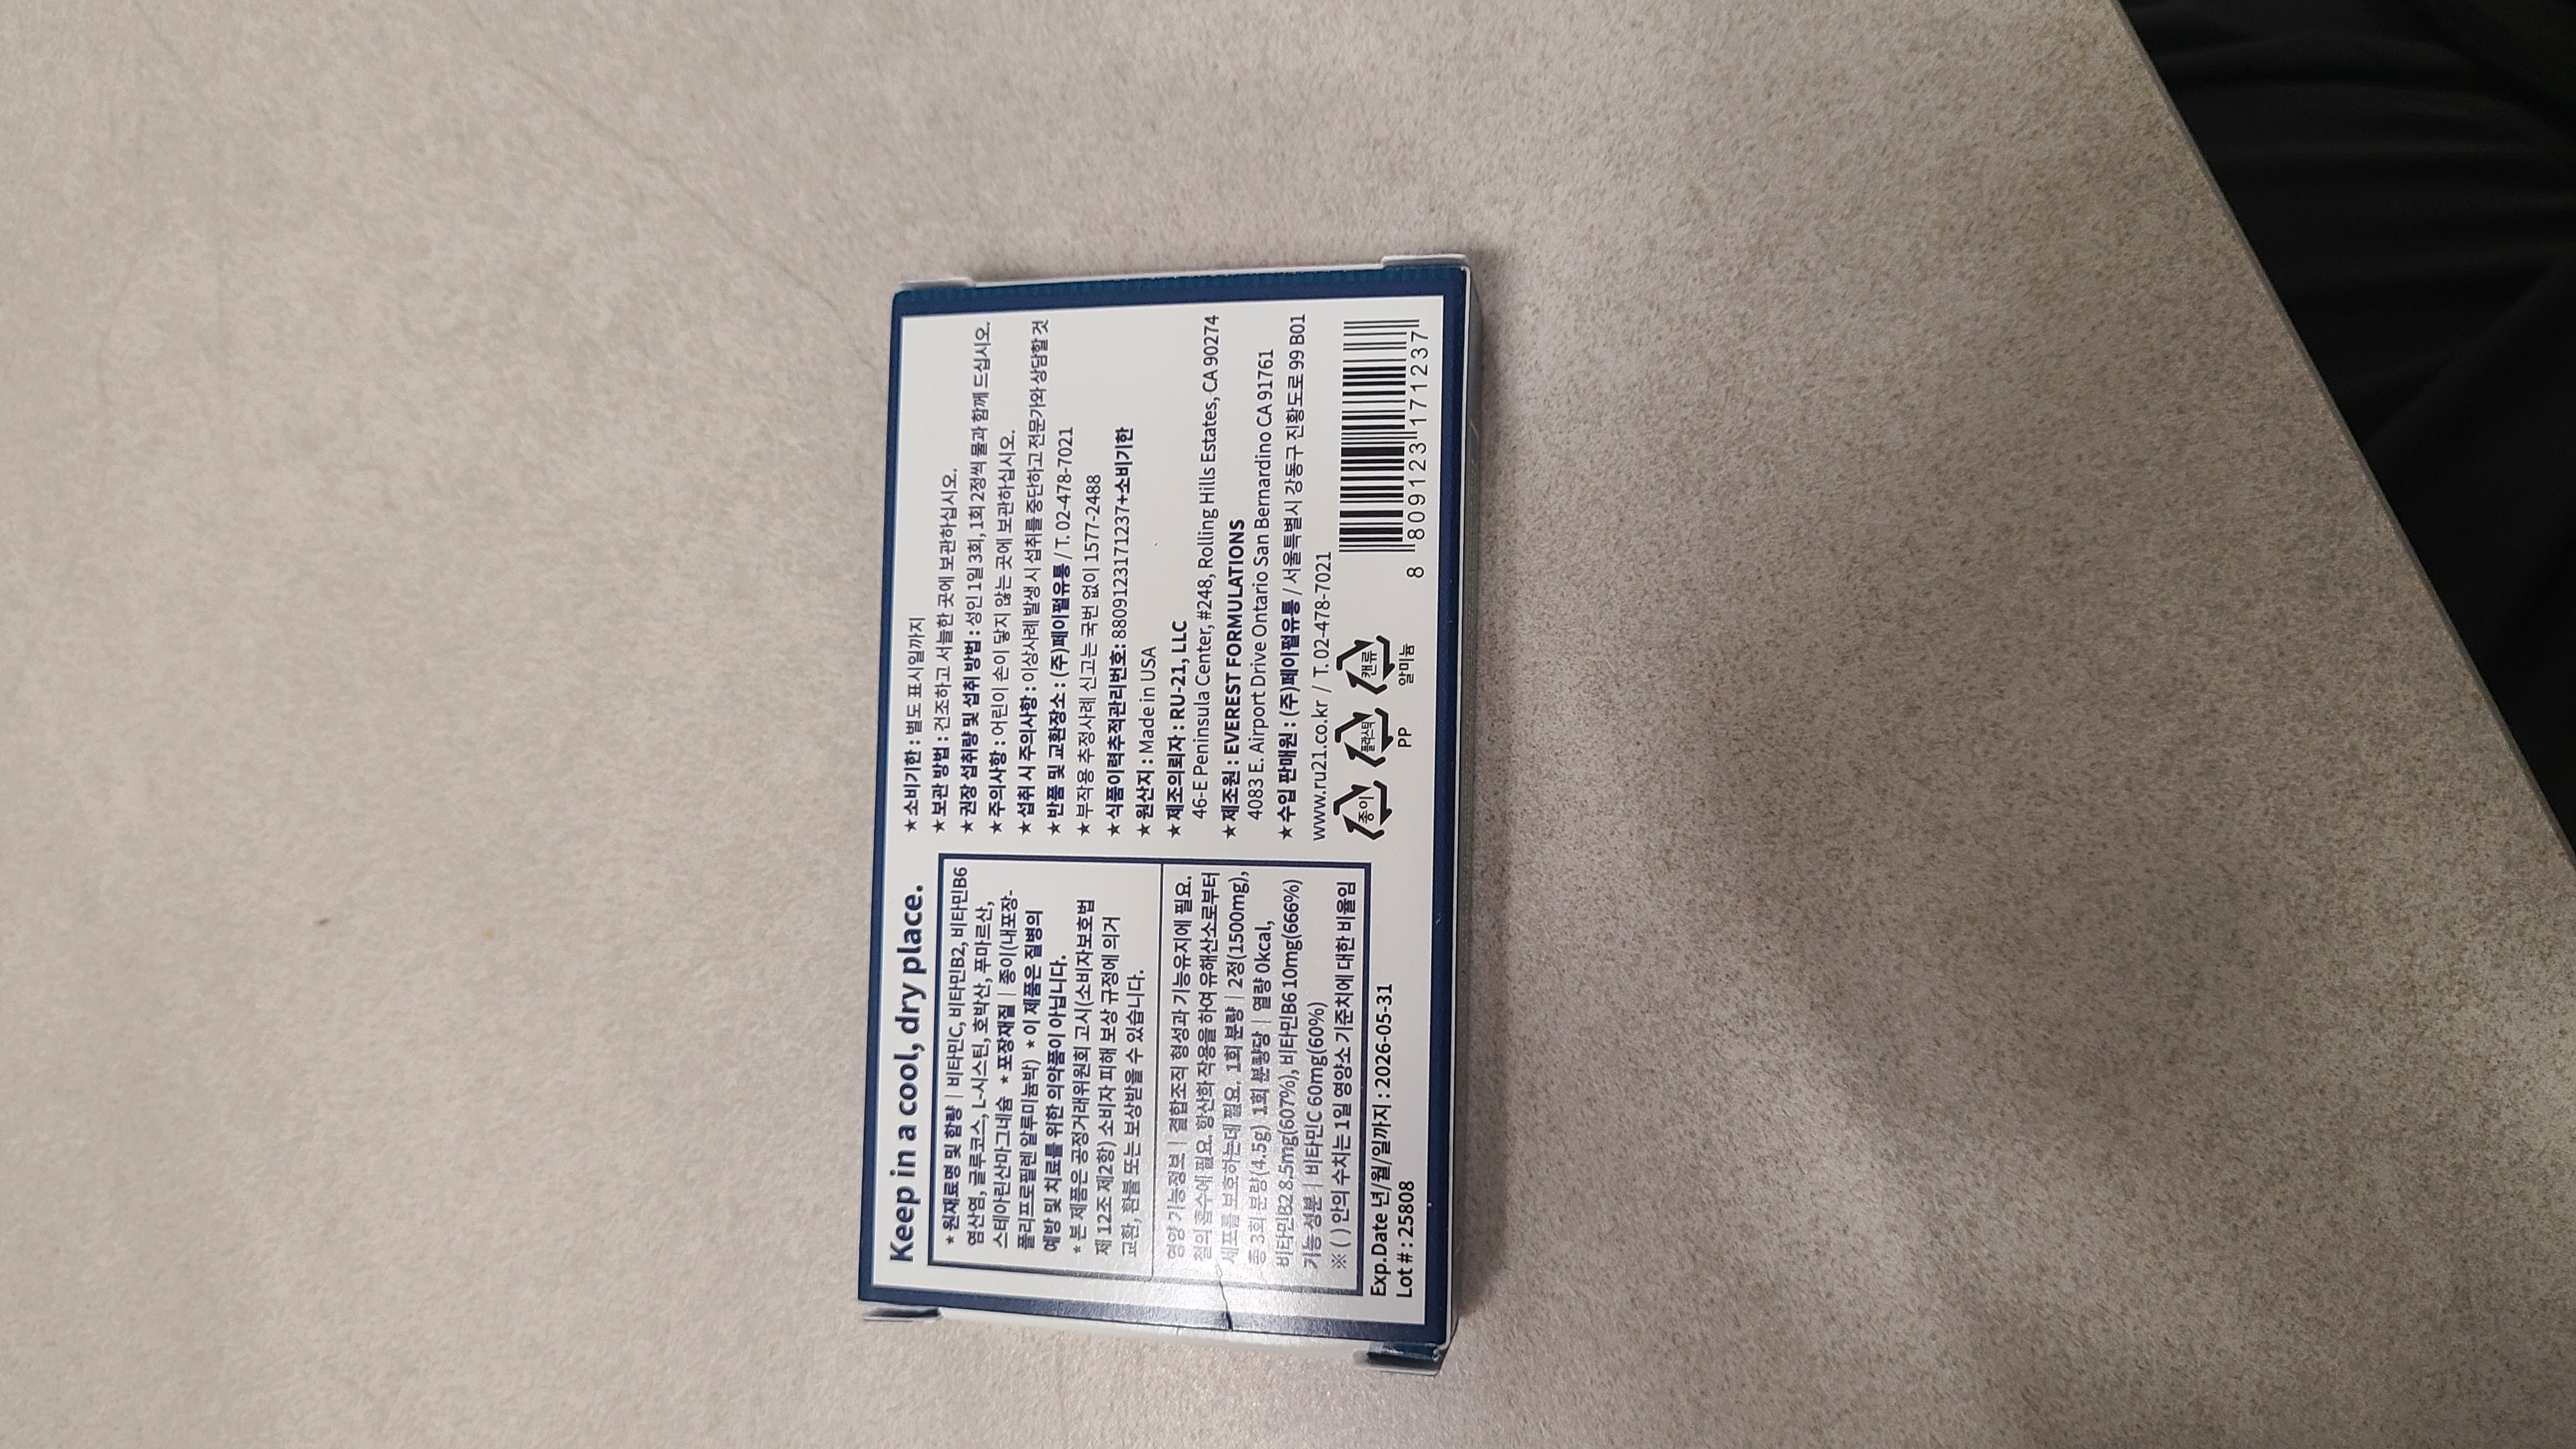 Keep in a cool, dry place.
* 원재료명 및 함량 | 비타민C, 비타민B2, 비타민B6
염산염, 글루코스, L-시스틴, 호박산, 푸마르산,
스테아린산마그네슘 * 포장재질 | 종이(내포장-
폴리프로필렌 알루미늄박) * 이 제품은 질병의
예방 및 치료를 위한 의약품이 아닙니다.
* 본 제품은 공정거래위원회 고시(소비자보호법
제 12조 제2항) 소비자 피해 보상 규정에 의거
교환, 환불 또는 보상받을 수 있습니다.
영양 기능정보 | 결합조직 형성과 기능유지에 필요.
철의 흡수에 필요. 항산화 작용을 하여 유해산소로부터
세포를 보호하는데 필요. 1회 분량 | 2정(1500mg),
총 3회 분량(4.5g) 1회 분량당 | 열량 0kcal,
비타민B2 8.5mg(607%), 비타민B6 10mg(666%)
기능 성분 | 비타민C 60mg(60%)
※ ( ) 안의 수치는 1일 영양소 기준치에 대한 비율임
Exp.Date 년/월/일까지 : 2026-05-31
Lot # : 25808
★소비기한 : 별도 표시일까지
★보관 방법 : 건조하고 서늘한 곳에 보관하십시오.
★권장 섭취량 및 섭취 방법 : 성인 1일 3회, 1회 2정씩 물과 함께 드십시오.
★주의사항 : 어린이 손이 닿지 않는 곳에 보관하십시오.
★섭취 시 주의사항 : 이상사례 발생 시 섭취를 중단하고 전문가와 상담할 것
★반품 및 교환장소 : (주)페이펄유통 / T. 02-478-7021
★부작용 추정사례 신고는 국번 없이 1577-2488
★식품이력추적관리번호: 8809123171237+소비기한
★원산지 : Made in USA
★제조의뢰자 : RU-21, LLC
46-E Peninsula Center, #248, Rolling Hills Estates, CA 90274
★제조원 : EVEREST FORMULATIONS
4083 E. Airport Drive Ontario San Bernardino CA 91761
★수입 판매원 : (주)페이펄유통 / 서울특별시 강동구 진황도로 99 B01
www.ru21.co.kr / T. 02-478-7021
종이 플라스틱 캔류
PP 알미늄
8 809123 171237